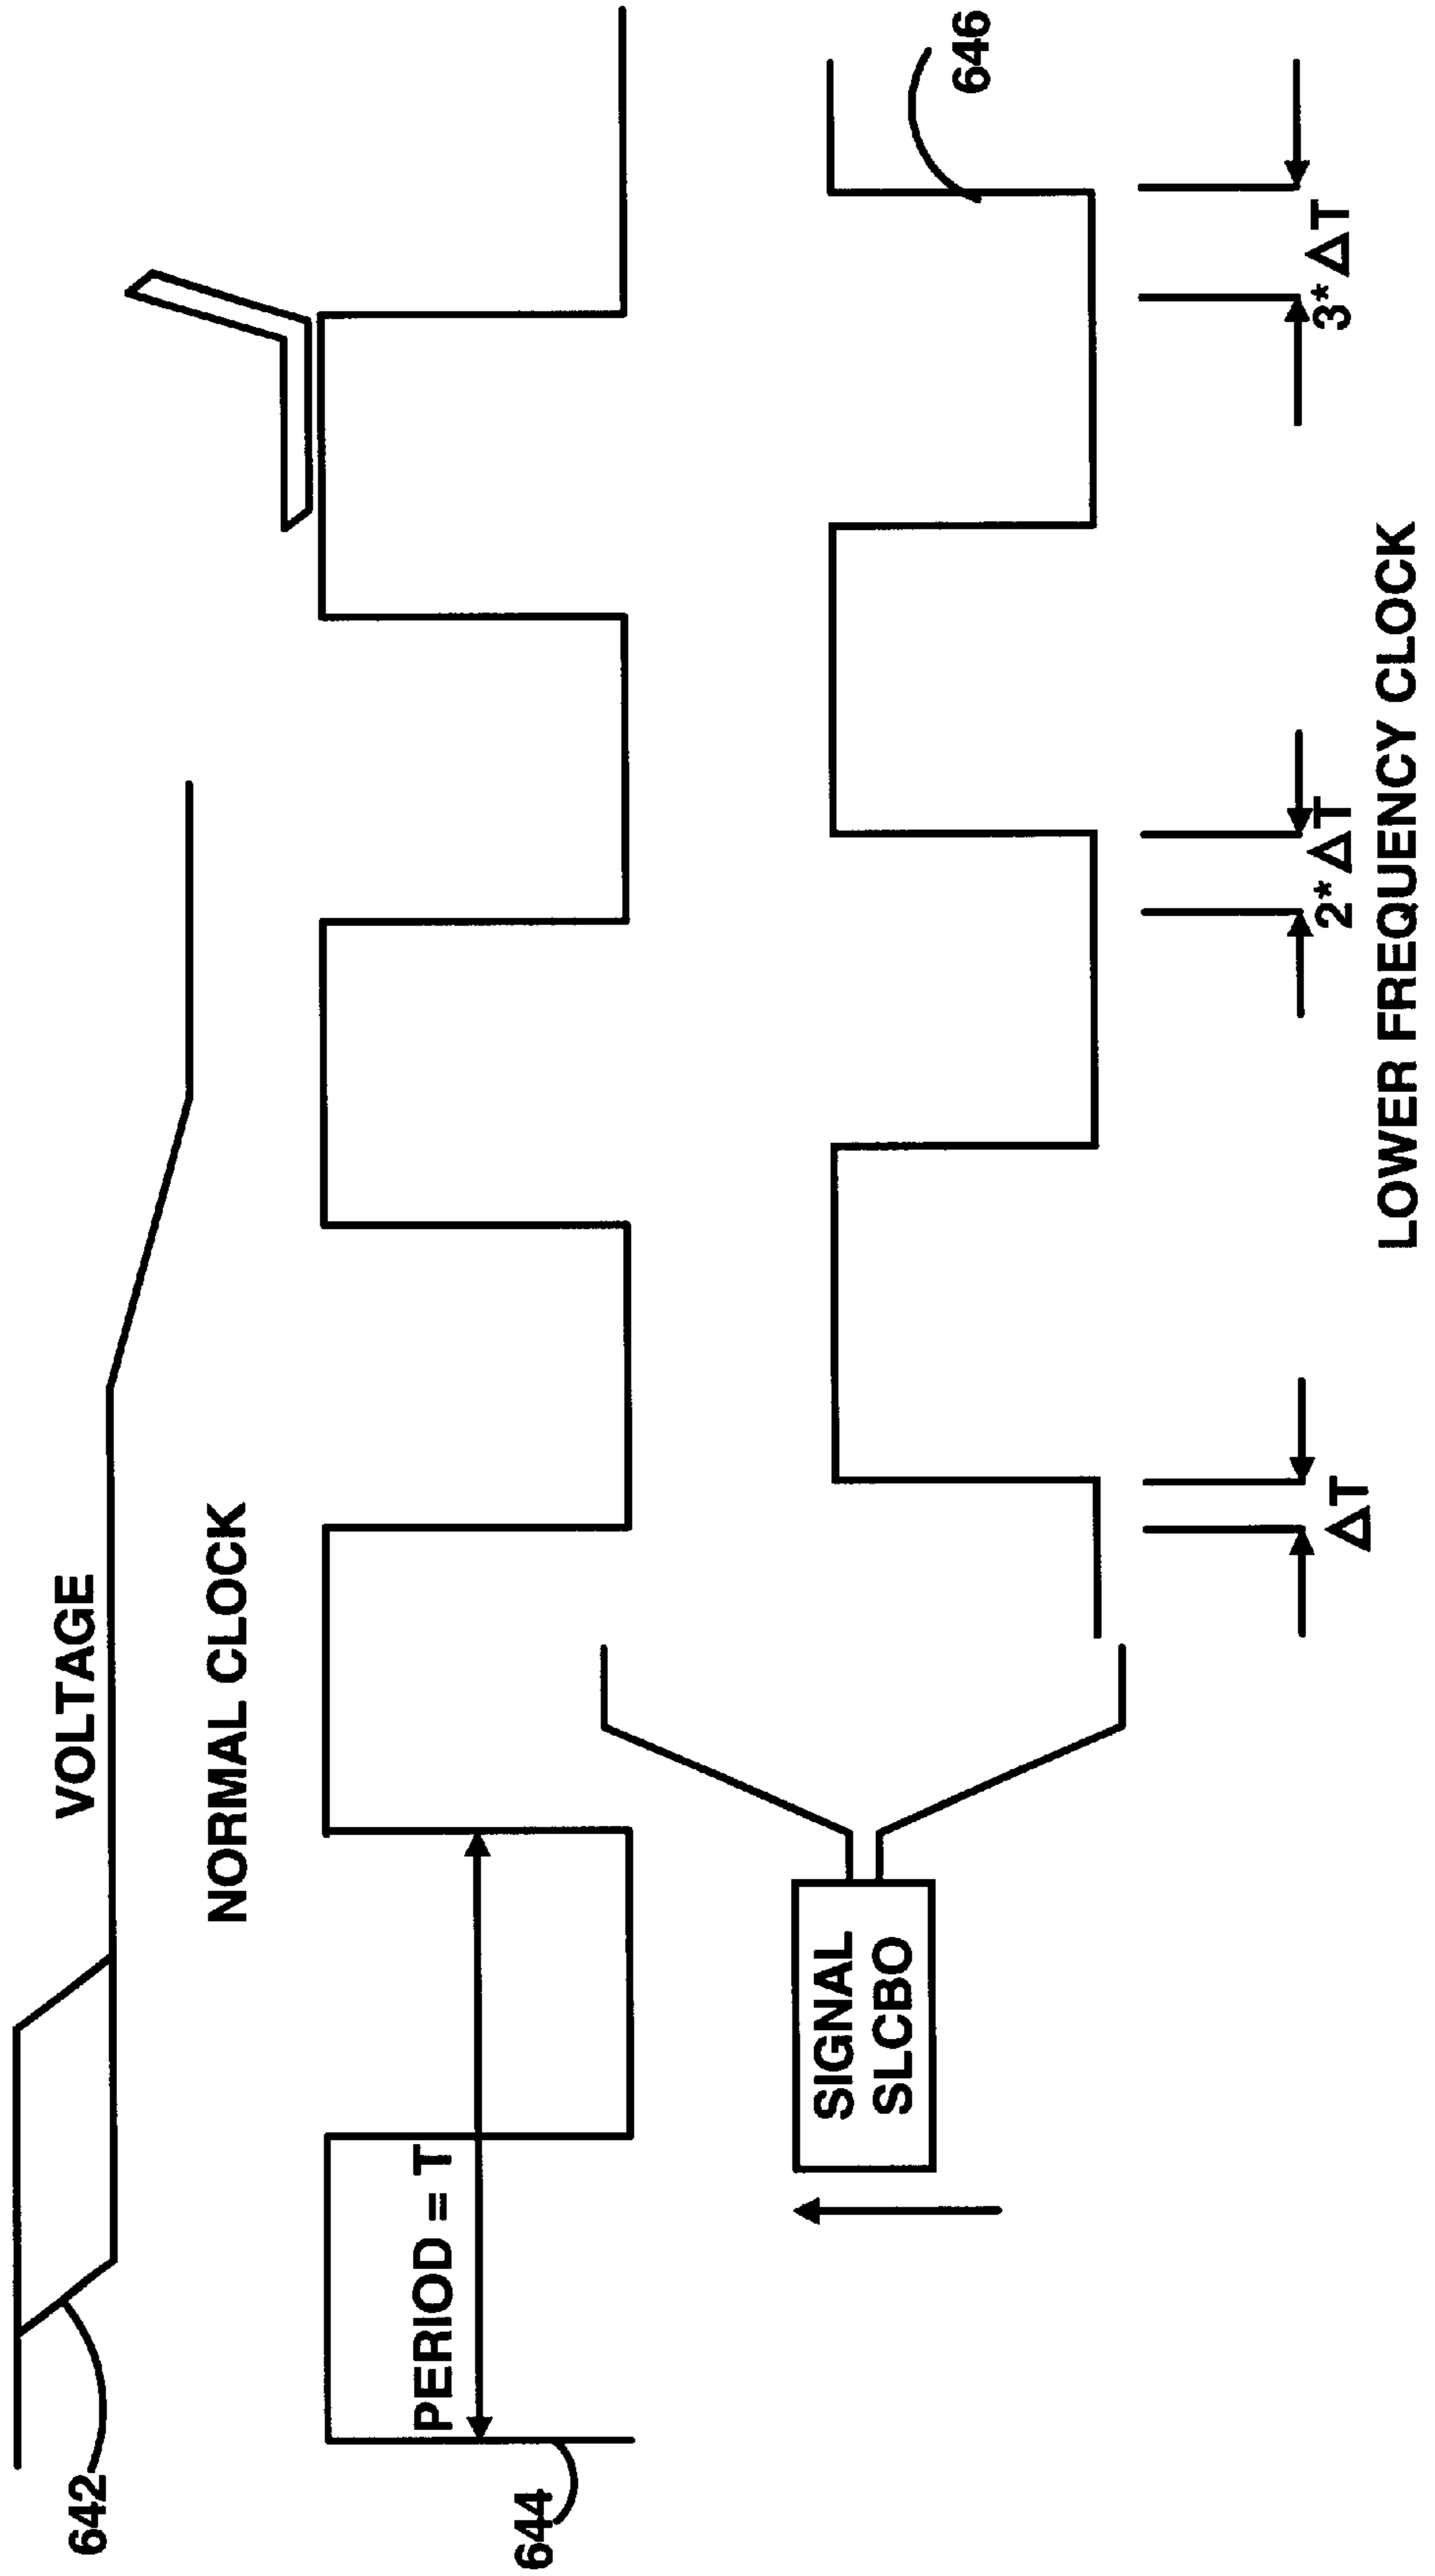 642
VOLTAGE
NORMAL CLOCK
644
PERIOD = T
SIGNAL
SLCBO
646
ΔT
2* ΔT
3* ΔT
LOWER FREQUENCY CLOCK